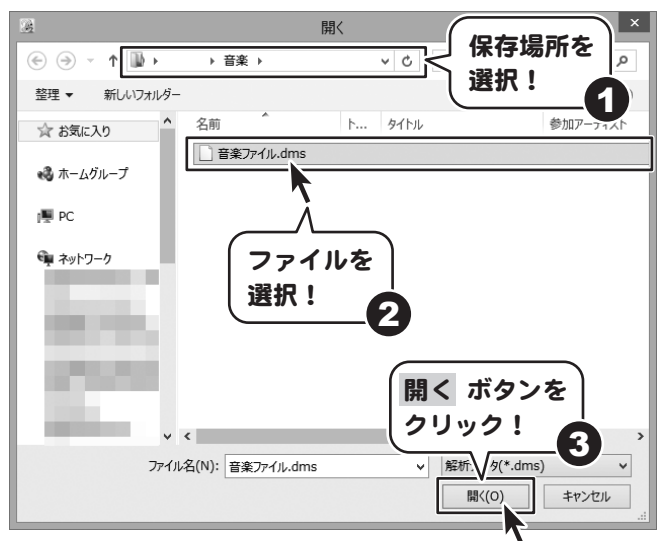 開く
×
音楽
保存場所を
選択！
1
整理 ▼ 新しいフォルダー
名前 ト... タイトル 参加アーティスト
お気に入り
音楽ファイル.dms
ホームグループ
PC
ネットワーク
ファイルを
選択！
2
開く ボタンを
クリック！
3
ファイル名(N): 音楽ファイル.dms
解析 タ(*.dms)
開く(O) キャンセル